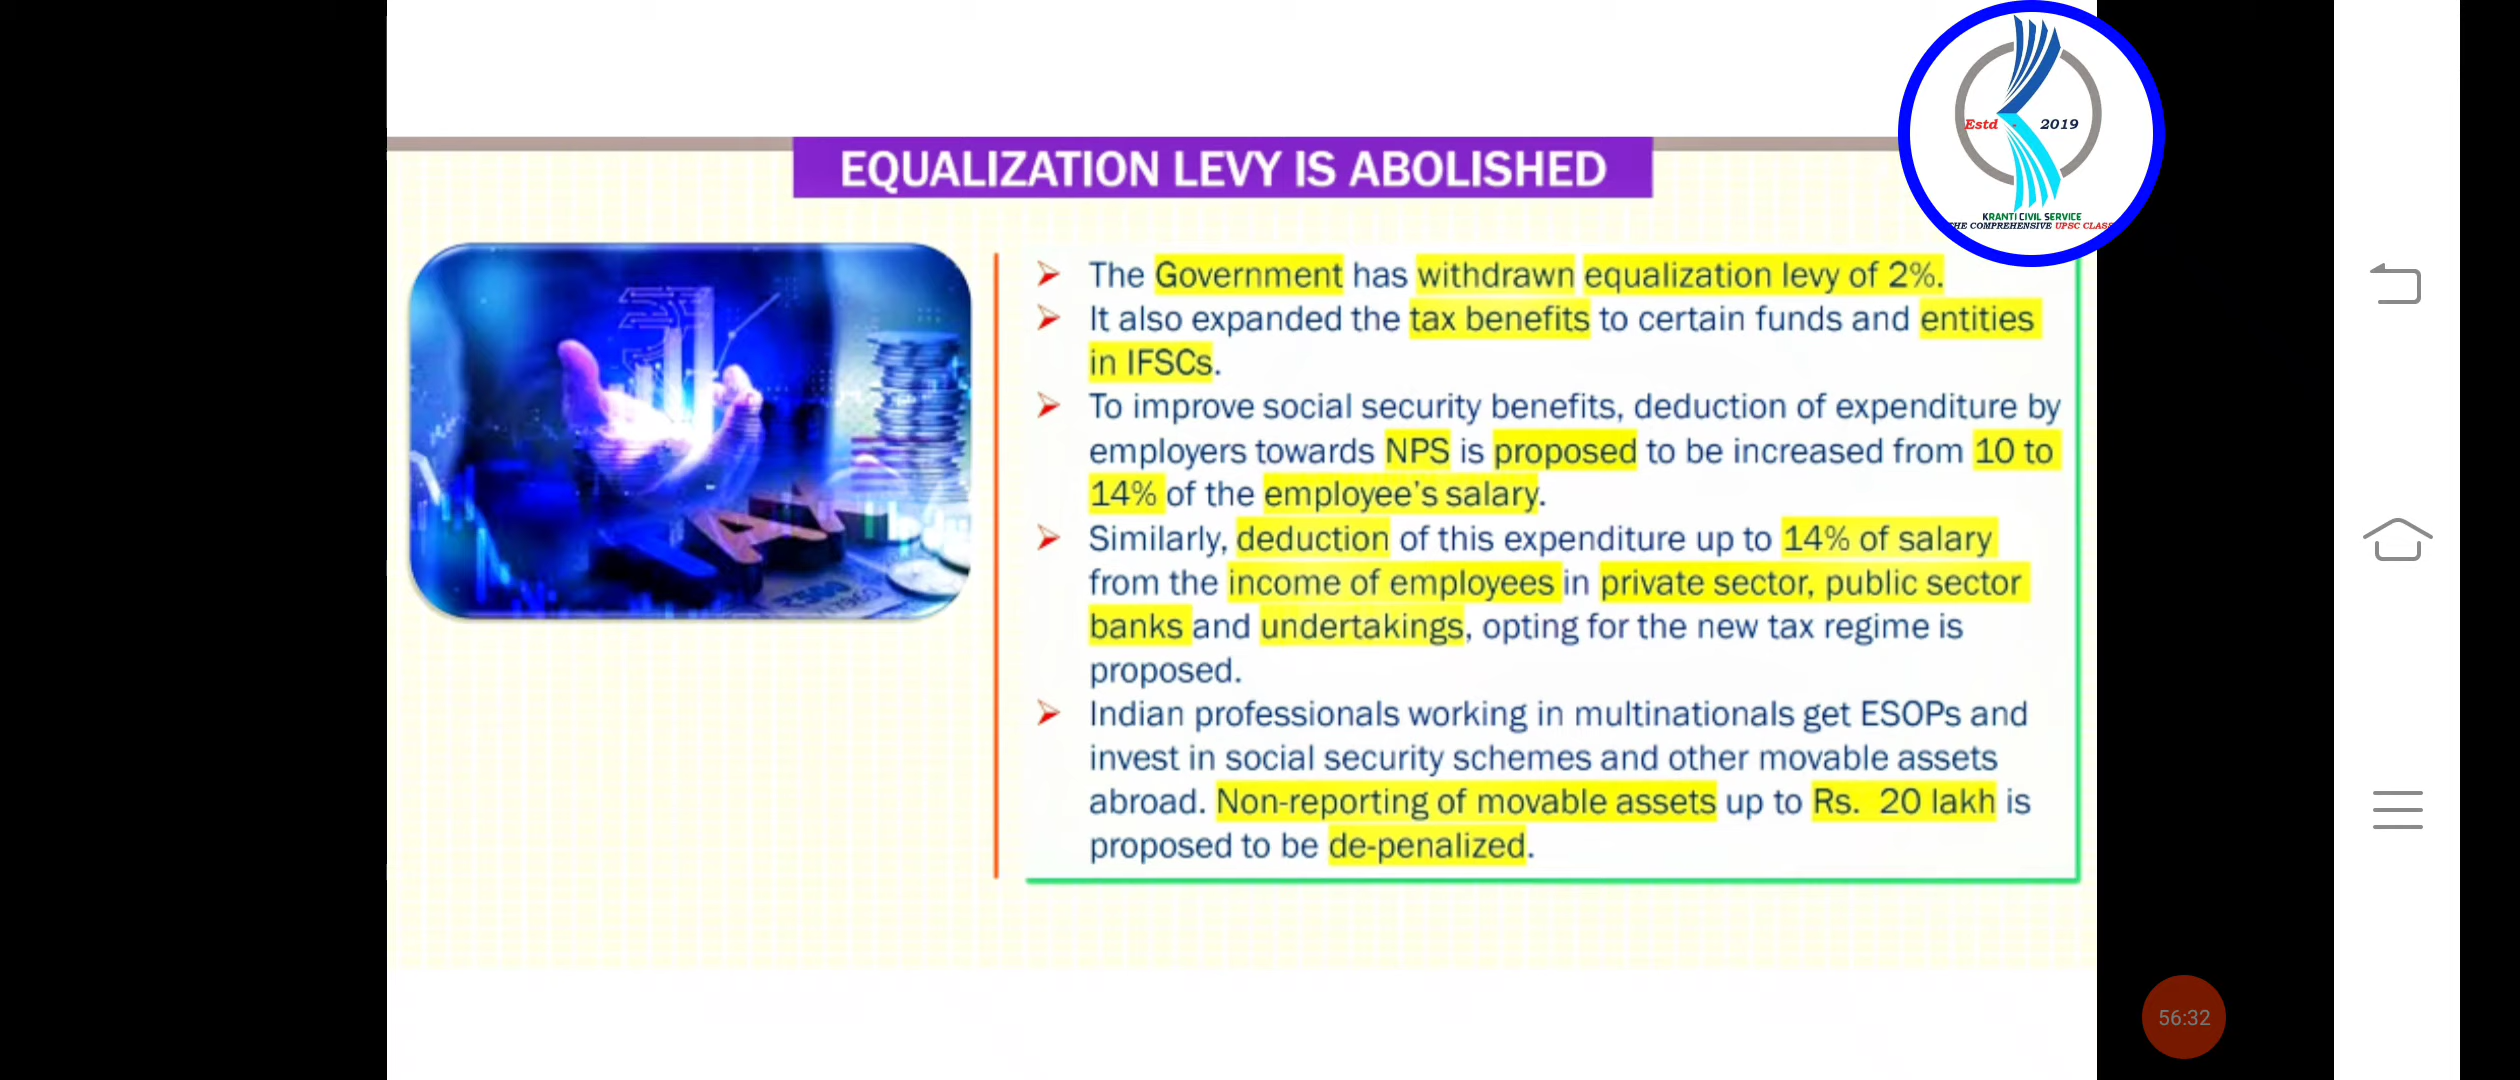 EQUALIZATION LEVY IS ABOLISHED
Estd 2019
KRANTI CIVIL SERVICE
THE COMPREHENSIVE UPSC CLASS
The Government has withdrawn equalization levy of 2%.
It also expanded the tax benefits to certain funds and entities
in IFSCs.
To improve social security benefits, deduction of expenditure by
employers towards NPS is proposed to be increased from 10 to
14% of the employee's salary.
Similarly, deduction of this expenditure up to 14% of salary
from the income of employees in private sector, public sector
banks and undertakings, opting for the new tax regime is
proposed.
Indian professionals working in multinationals get ESOPs and
invest in social security schemes and other movable assets
abroad. Non-reporting of movable assets up to Rs. 20 lakh is
proposed to be de-penalized.
TAX
56:32